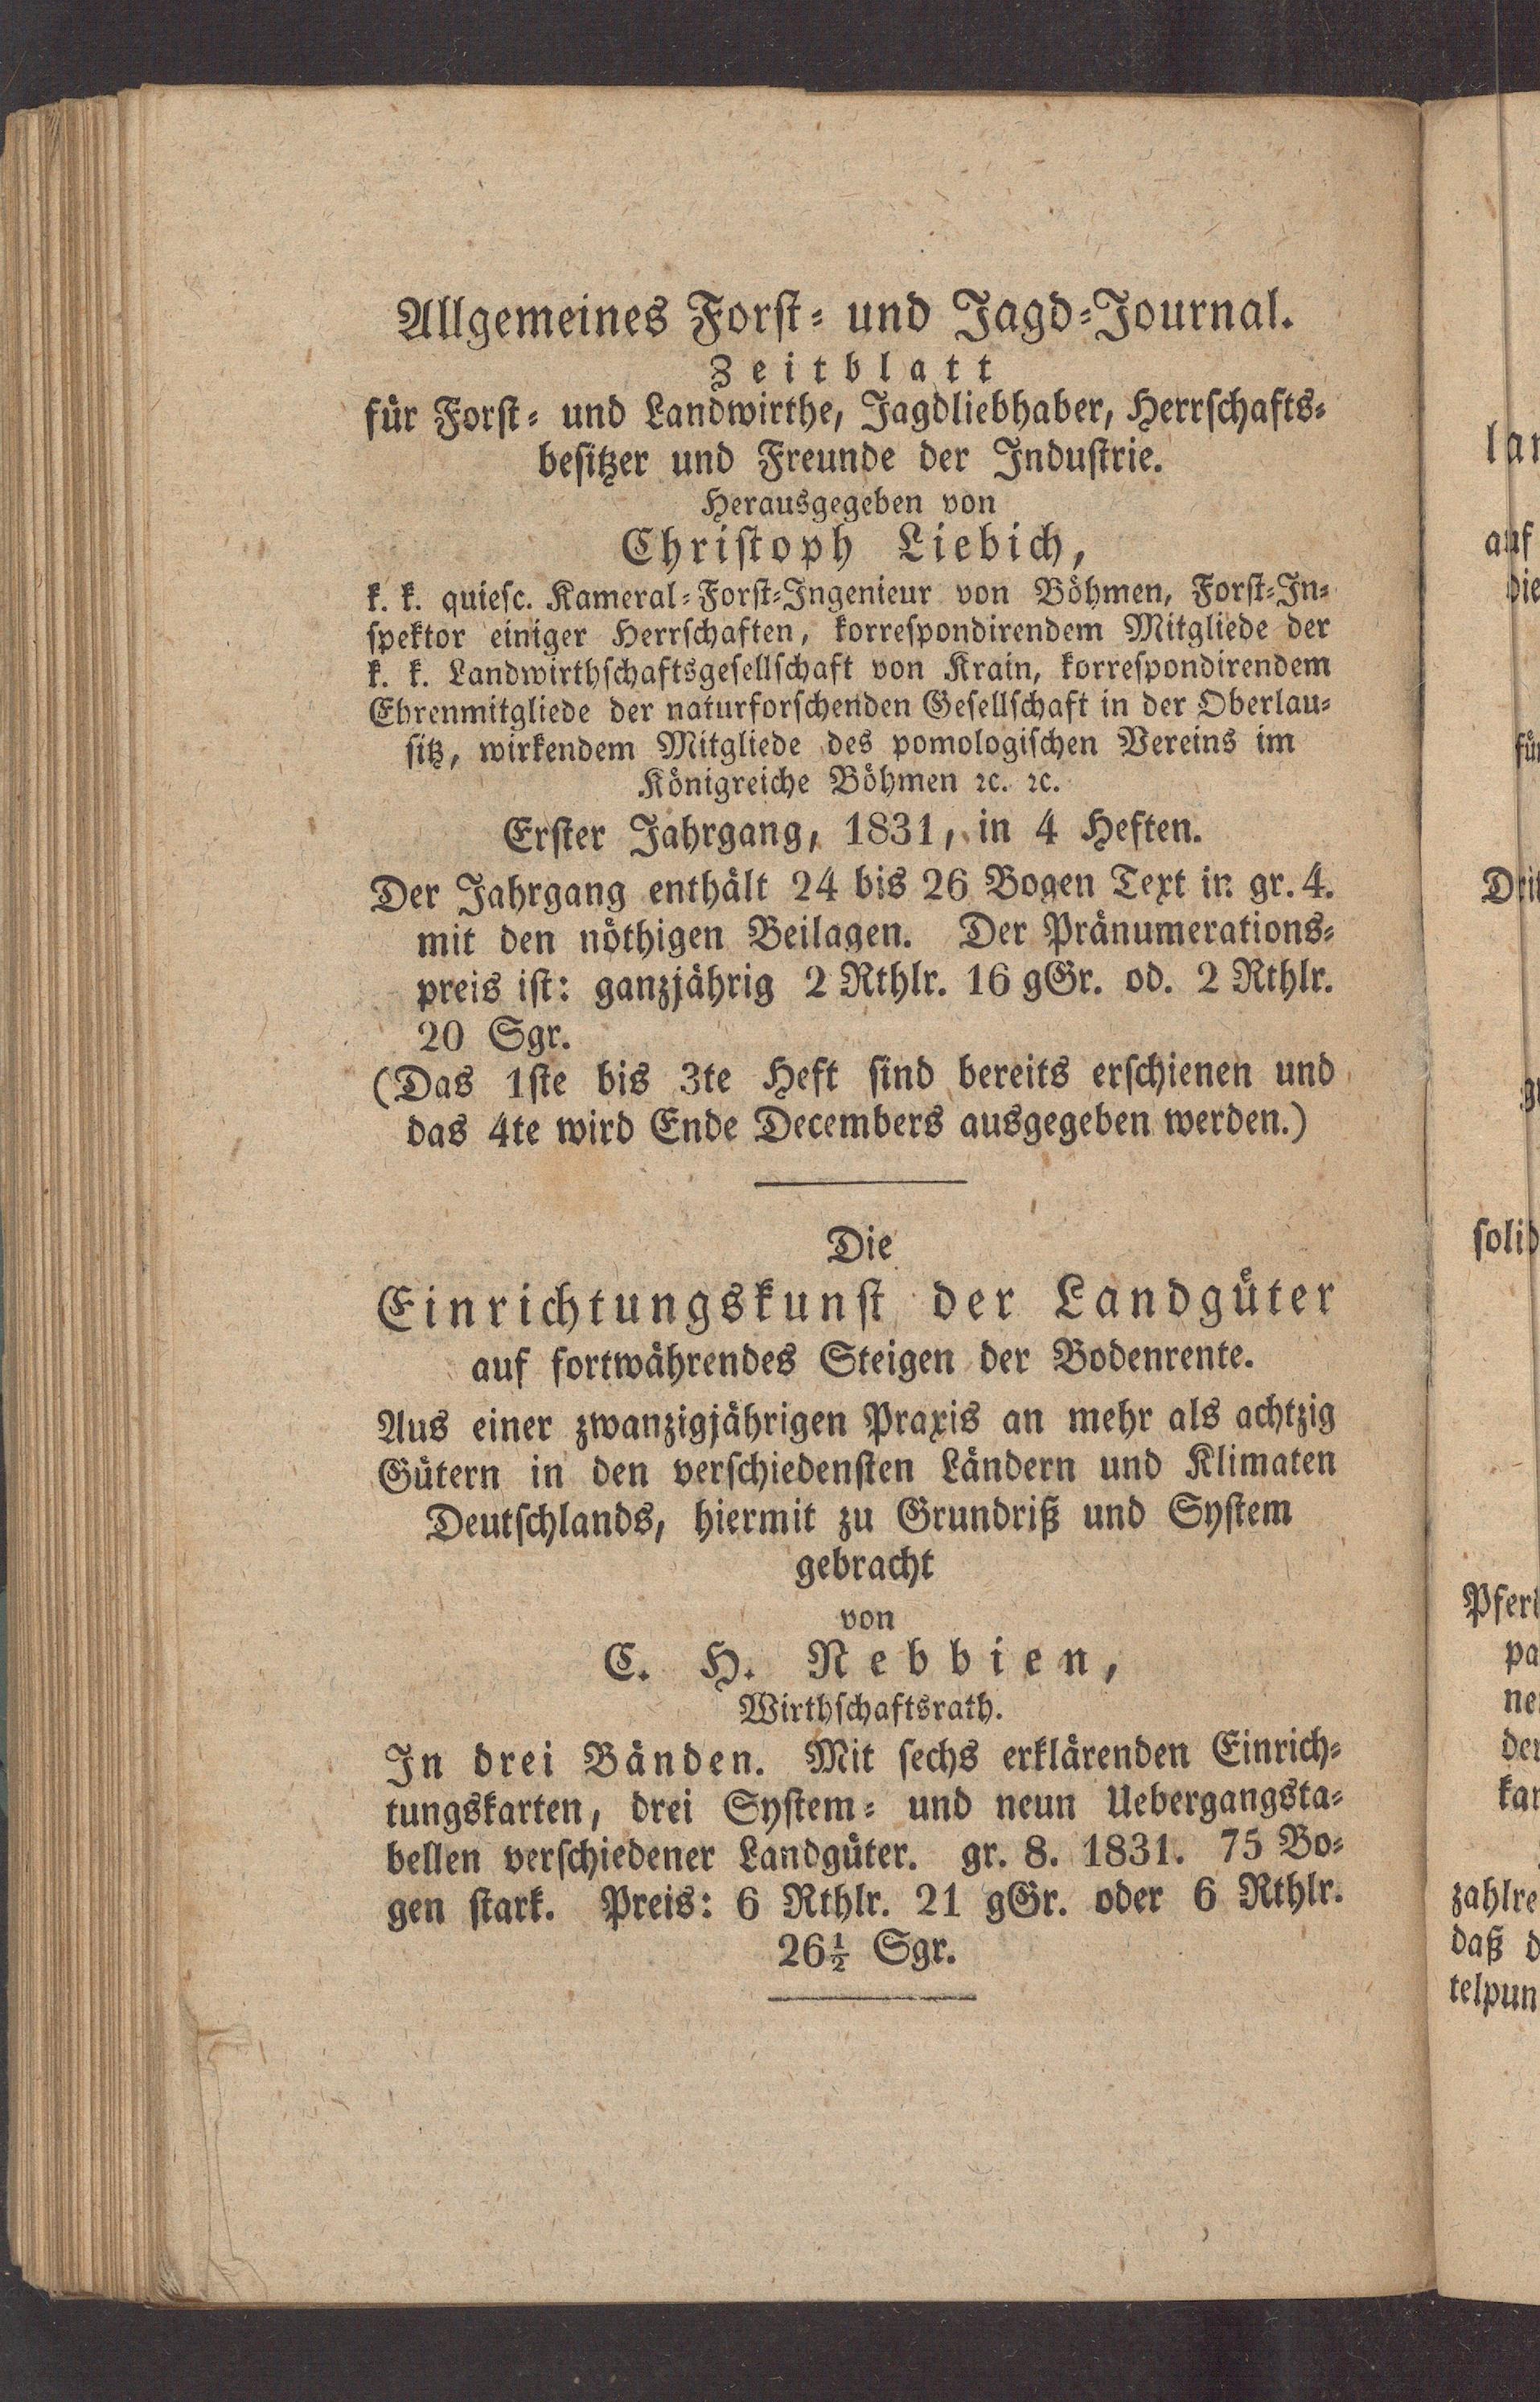 Allgemeines Forst- und Jagd-Journal.
Zeitblatt
für Forst- und Landwirthe, Jagdliebhaber, Herrschafts-
besitzer und Freunde der Industrie.
Herausgegeben von
Christoph Liebich,
k. k. quiesc. Kameral-Forst-Ingenieur von Böhmen, Forst-In-
spektor einiger Herrschaften, korrespondirendem Mitgliede der
k. k. Landwirthschaftsgesellschaft von Krain, korrespondirendem
Ehrenmitgliede der naturforschenden Gesellschaft in der Oberlau-
sitz, wirkendem Mitgliede des pomologischen Vereins im
Königreiche Böhmen ꝛc. ꝛc.
Erster Jahrgang, 1831, in 4 Heften.
Der Jahrgang enthält 24 bis 26 Bogen Text in gr. 4.
mit den nöthigen Beilagen. Der Pränumerations-
preis ist: ganzjährig 2 Rthlr. 16 gGr. od. 2 Rthlr.
20 Sgr.
(Das 1ste bis 3te Heft sind bereits erschienen und
das 4te wird Ende Decembers ausgegeben werden.)
Die
Einrichtungskunst der Landgüter
auf fortwährendes Steigen der Bodenrente.
Aus einer zwanzigjährigen Praxis an mehr als achtzig
Gütern in den verschiedensten Ländern und Klimaten
Deutschlands, hiermit zu Grundriß und System
gebracht
von
C. H. Nebbien,
Wirthschaftsrath.
In drei Bänden. Mit sechs erklärenden Einrich-
tungskarten, drei System- und neun Uebergangsta-
bellen verschiedener Landgüter. gr. 8. 1831. 75 Bo-
gen stark. Preis: 6 Rthlr. 21 gGr. oder 6 Rthlr.
26½ Sgr.